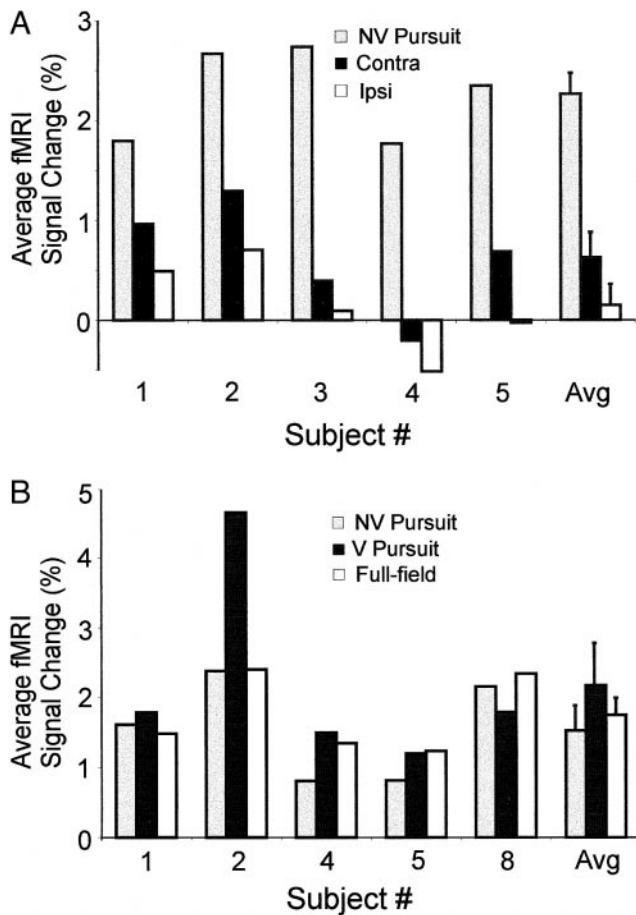 A
Average fMRI
Signal Change (%)
3
2
1
0
NV Pursuit
Contra
Ipsi
1 2 3 4 5 Avg
Subject #
B
Average fMRI
Signal Change (%)
5
4
3
2
1
0
NV Pursuit
V Pursuit
Full-field
1 2 4 5 8 Avg
Subject #